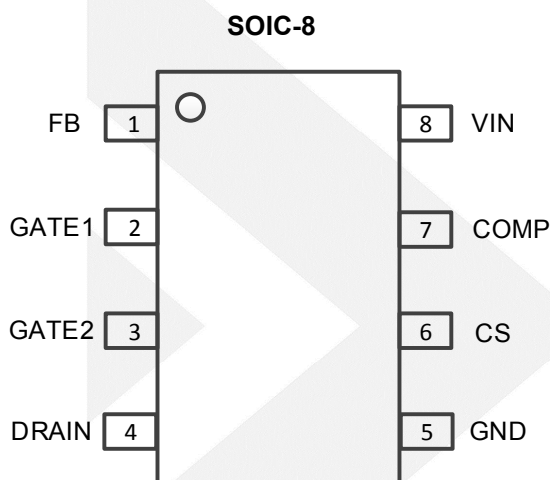 SOIC-8
FB 1 8 VIN
GATE1 2 7 COMP
GATE2 3 6 CS
DRAIN 4 5 GND